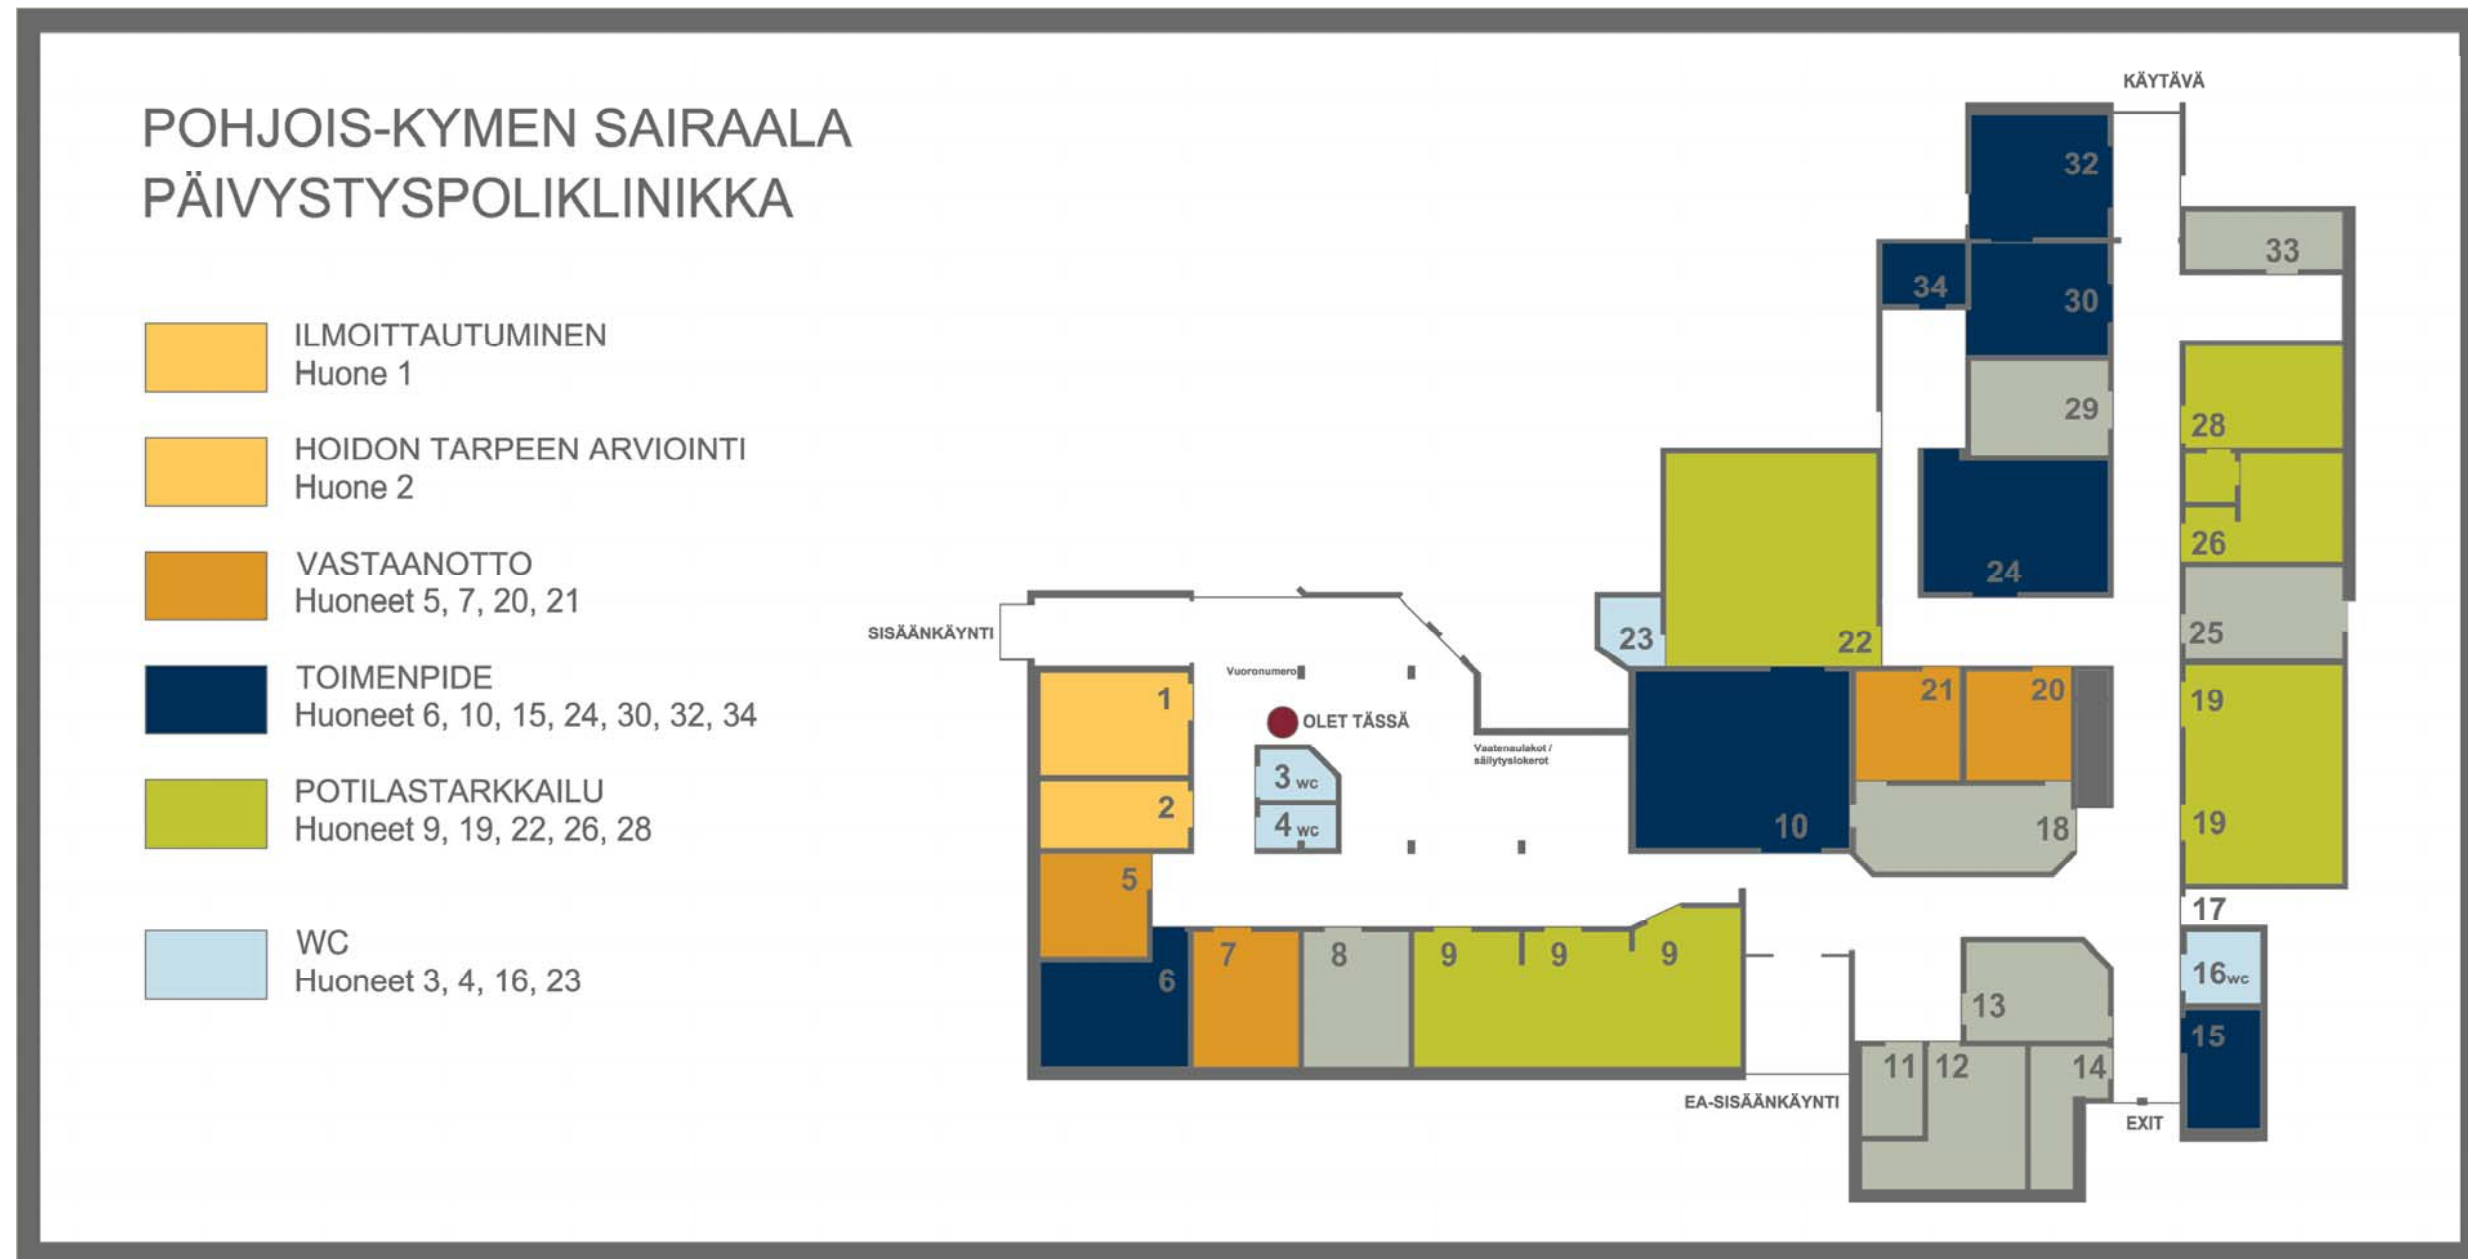 POHJOIS-KYMEN SAIRAALA
PÄIVYSTYSPOLIKLINIKKA
ILMOITTAUTUMINEN
Huone 1
HOIDON TARPEEN ARVIOINTI
Huone 2
VASTAANOTTO
Huoneet 5, 7, 20, 21
TOIMENPIDE
Huoneet 6, 10, 15, 24, 30, 32, 34
POTILASTARKKAILU
Huoneet 9, 19, 22, 26, 28
WC
Huoneet 3, 4, 16, 23
KÄYTÄVÄ
32
33
34
30
29
28
26
24
25
SISÄÄNKÄYNTI
23
22
Vuoronumero
1
21
20
19
OLET TÄSSÄ
Vaatenaulakot /
säilytyslokerot
3 WC
2
4 WC
10
18
19
5
17
6
7
8
9
9
9
16 WC
13
15
11
12
14
EA-SISÄÄNKÄYNTI
EXIT